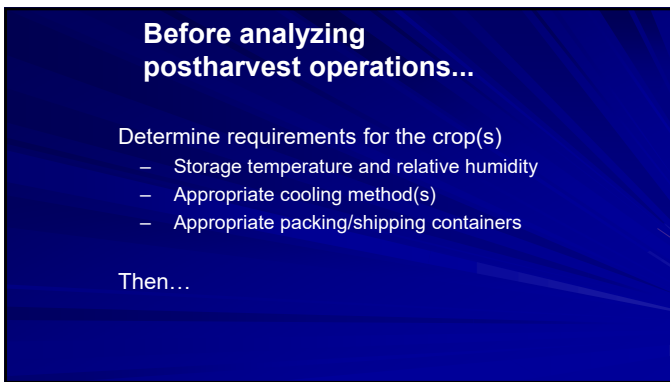 Before analyzing
postharvest operations...
Determine requirements for the crop(s)
– Storage temperature and relative humidity
– Appropriate cooling method(s)
– Appropriate packing/shipping containers
Then…